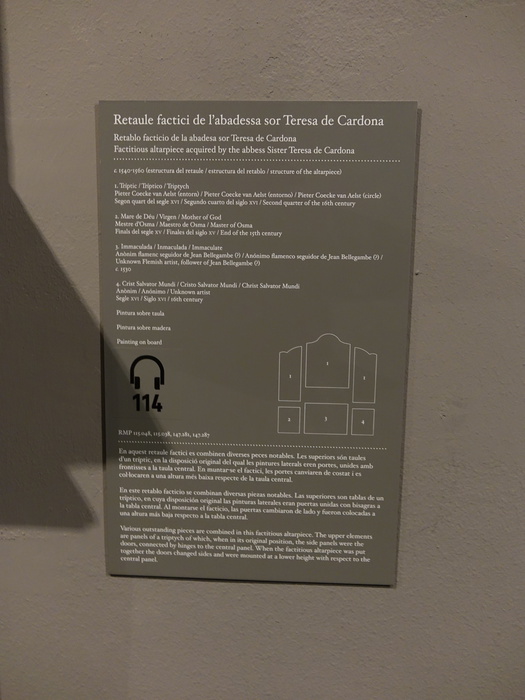 Retaule factici de l'abadessa sor Teresa de Cardona
Retablo facticio de la abadesa sor Teresa de Cardona
Factitious altarpiece acquired by the abbess Sister Teresa de Cardona
c. 1540-1560 (estructura del retaule / estructura del retablo / structure of the altarpiece)
1. Tríptic / Tríptico / Triptych
Pieter Coecke van Aelst (entorn) / Pieter Coecke van Aelst (entorno) / Pieter Coecke van Aelst (circle)
Segon quart del segle XVI / Segundo cuarto del siglo XVI / Second quarter of the 16th century
2. Mare de Déu / Virgen / Mother of God
Mestre d'Osma / Maestro de Osma / Master of Osma
Finals del segle XV / Finales del siglo XV / End of the 15th century
3. Immaculada / Inmaculada / Immaculate
Anònim flamenc seguidor de Jean Bellegambe (?) / Anónimo flamenco seguidor de Jean Bellegambe (?) /
Unknown Flemish artist, follower of Jean Bellegambe (?)
c. 1530
4. Crist Salvator Mundi / Cristo Salvator Mundi / Christ Salvator Mundi
Anònim / Anónimo / Unknown artist
Segle XVI / Siglo XVI / 16th century
Pintura sobre taula
Pintura sobre madera
Painting on board
114
1
1
1
2
3
4
RMP 115.048, 115.058, 147.281, 147.287
En aquest retaule factici es combinen diverses peces notables. Les superiors són taules
d'un tríptic, en la disposició original del qual les pintures laterals eren portes, unides amb
frontisses a la taula central. En muntar-se el factici, les portes canviaren de costat i es
col·locaren a una altura més baixa respecte de la taula central.
En este retablo facticio se combinan diversas piezas notables. Las superiores son tablas de un
tríptico, en cuya disposición original las pinturas laterales eran puertas unidas con bisagras a
la tabla central. Al montarse el facticio, las puertas cambiaron de lado y fueron colocadas a
una altura más baja respecto a la tabla central.
Various outstanding pieces are combined in this factitious altarpiece. The upper elements
are panels of a triptych of which, when in its original position, the side panels were the
doors, connected by hinges to the central panel. When the factitious altarpiece was put
together the doors changed sides and were mounted at a lower height with respect to the
central panel.